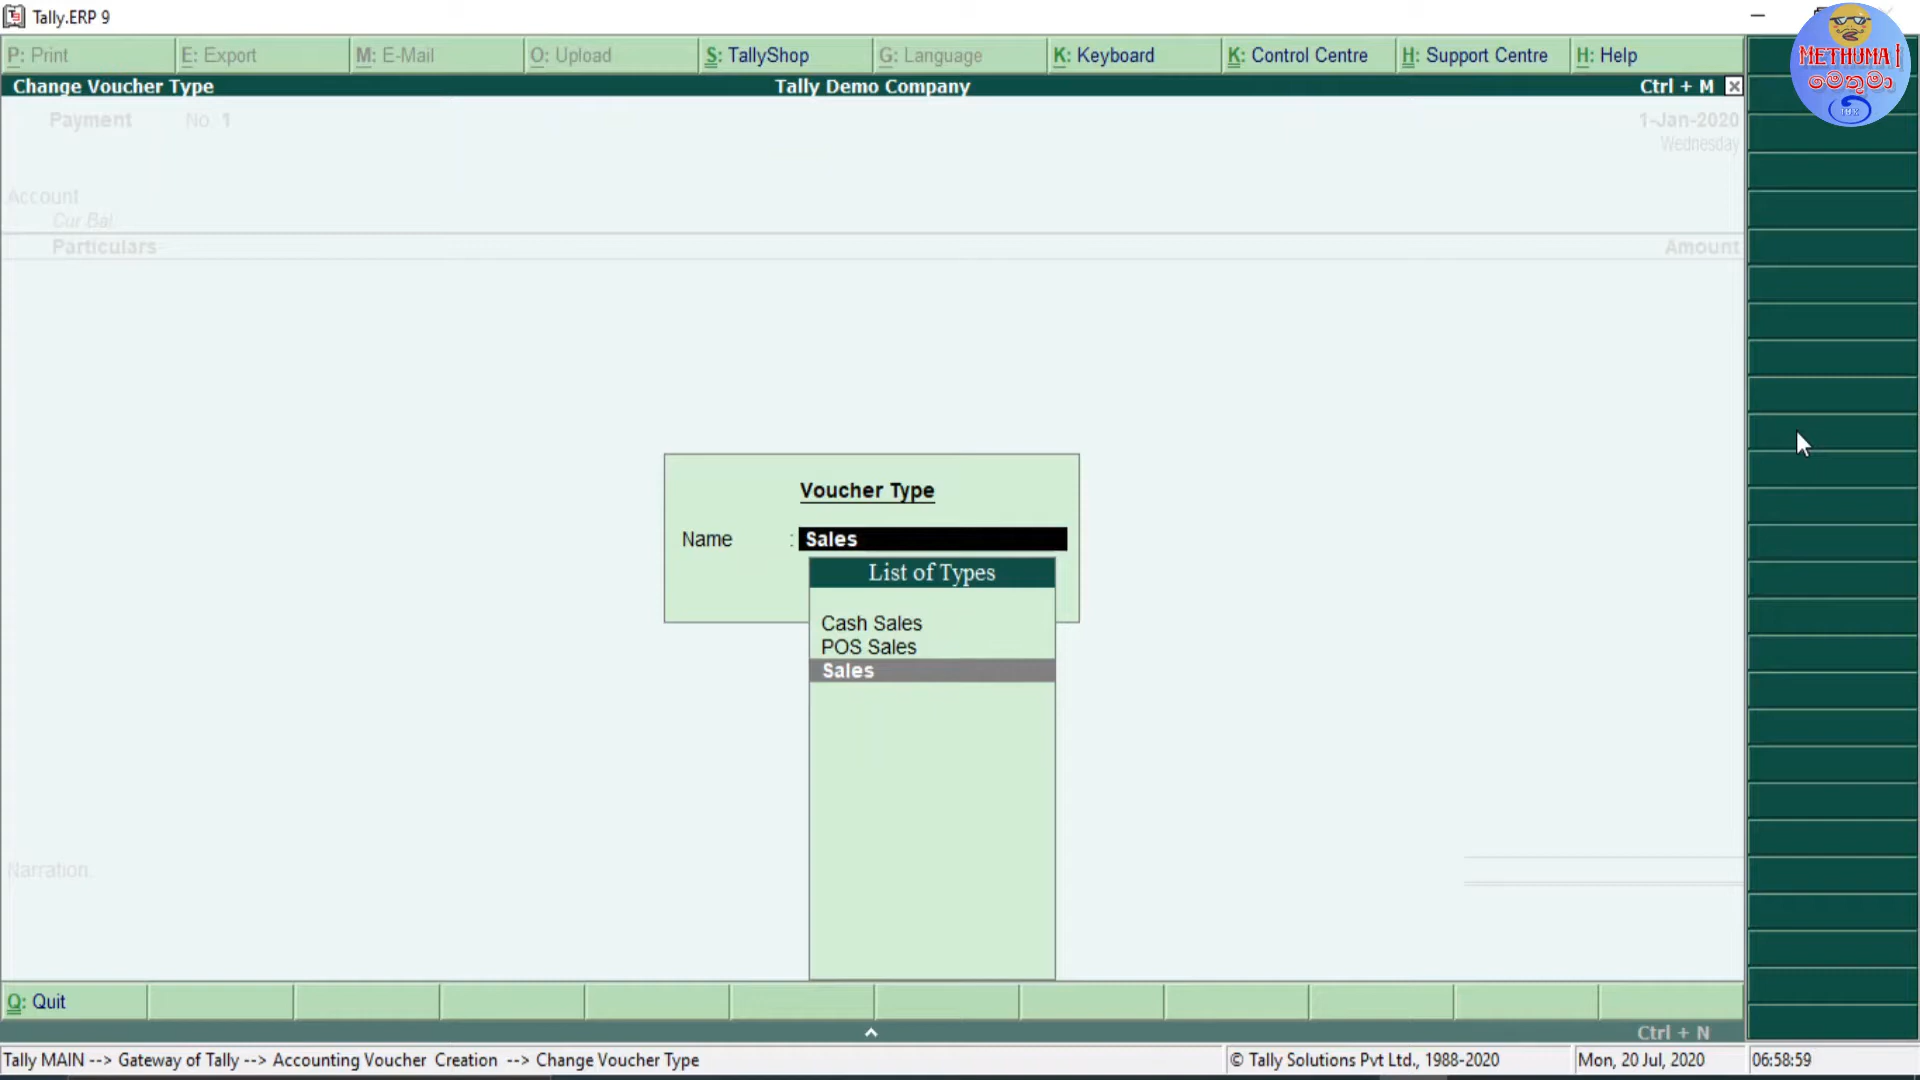 Tally.ERP 9
P: Print E: Export M: E-Mail O: Upload S: TallyShop G: Language K: Keyboard K: Control Centre H: Support Centre H: Help
METHUMA
මෙතුමා
Change Voucher Type Tally Demo Company Ctrl + M
Payment No. 1 1-Jan-2020
Wednesday
Account
Cur Bal:
Particulars Amount
Voucher Type
Name : Sales
List of Types
Cash Sales
POS Sales
Sales
Narration:
Q: Quit
Ctrl + N
Tally MAIN --> Gateway of Tally --> Accounting Voucher Creation --> Change Voucher Type © Tally Solutions Pvt Ltd., 1988-2020 Mon, 20 Jul, 2020 06:58:59